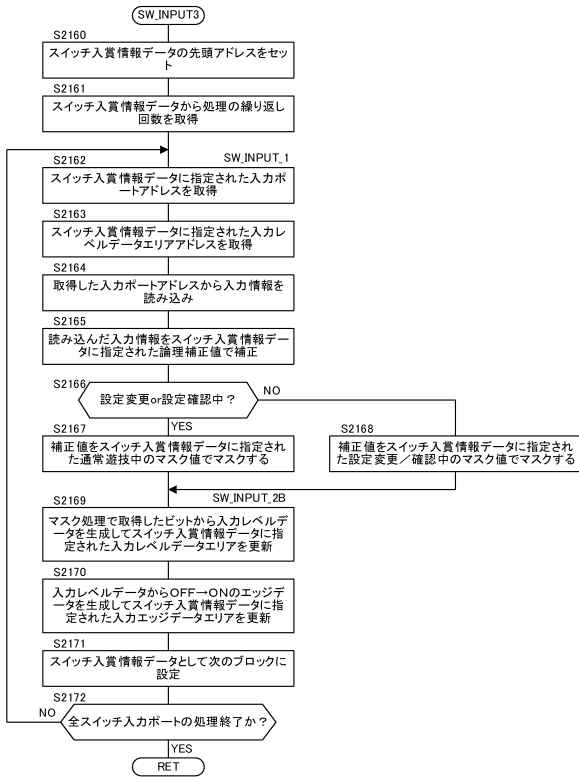 SW_INPUT3
S2160
スイッチ入賞情報データの先頭アドレスをセッ
ト
S2161
スイッチ入賞情報データから処理の繰り返し
回数を取得
SW_INPUT_1
S2162
スイッチ入賞情報データに指定された入力ポ
ートアドレスを取得
S2163
スイッチ入賞情報データに指定された入力レ
ベルデータエリアアドレスを取得
S2164
取得した入力ポートアドレスから入力情報を
読み込み
S2165
読み込んだ入力情報をスイッチ入賞情報デー
タに指定された論理補正値で補正
S2166
設定変更or設定確認中？
NO
YES
S2167
補正値をスイッチ入賞情報データに指定され
た通常遊技中のマスク値でマスクする
S2168
補正値をスイッチ入賞情報データに指定され
た設定変更／確認中のマスク値でマスクする
SW_INPUT_2B
S2169
マスク処理で取得したビットから入力レベルデ
ータを生成してスイッチ入賞情報データに指
定された入力レベルデータエリアを更新
S2170
入力レベルデータからOFF→ONのエッジデ
ータを生成してスイッチ入賞情報データに指
定された入力エッジデータエリアを更新
S2171
スイッチ入賞情報データとして次のブロックに
設定
S2172
NO
全スイッチ入力ポートの処理終了か？
YES
RET